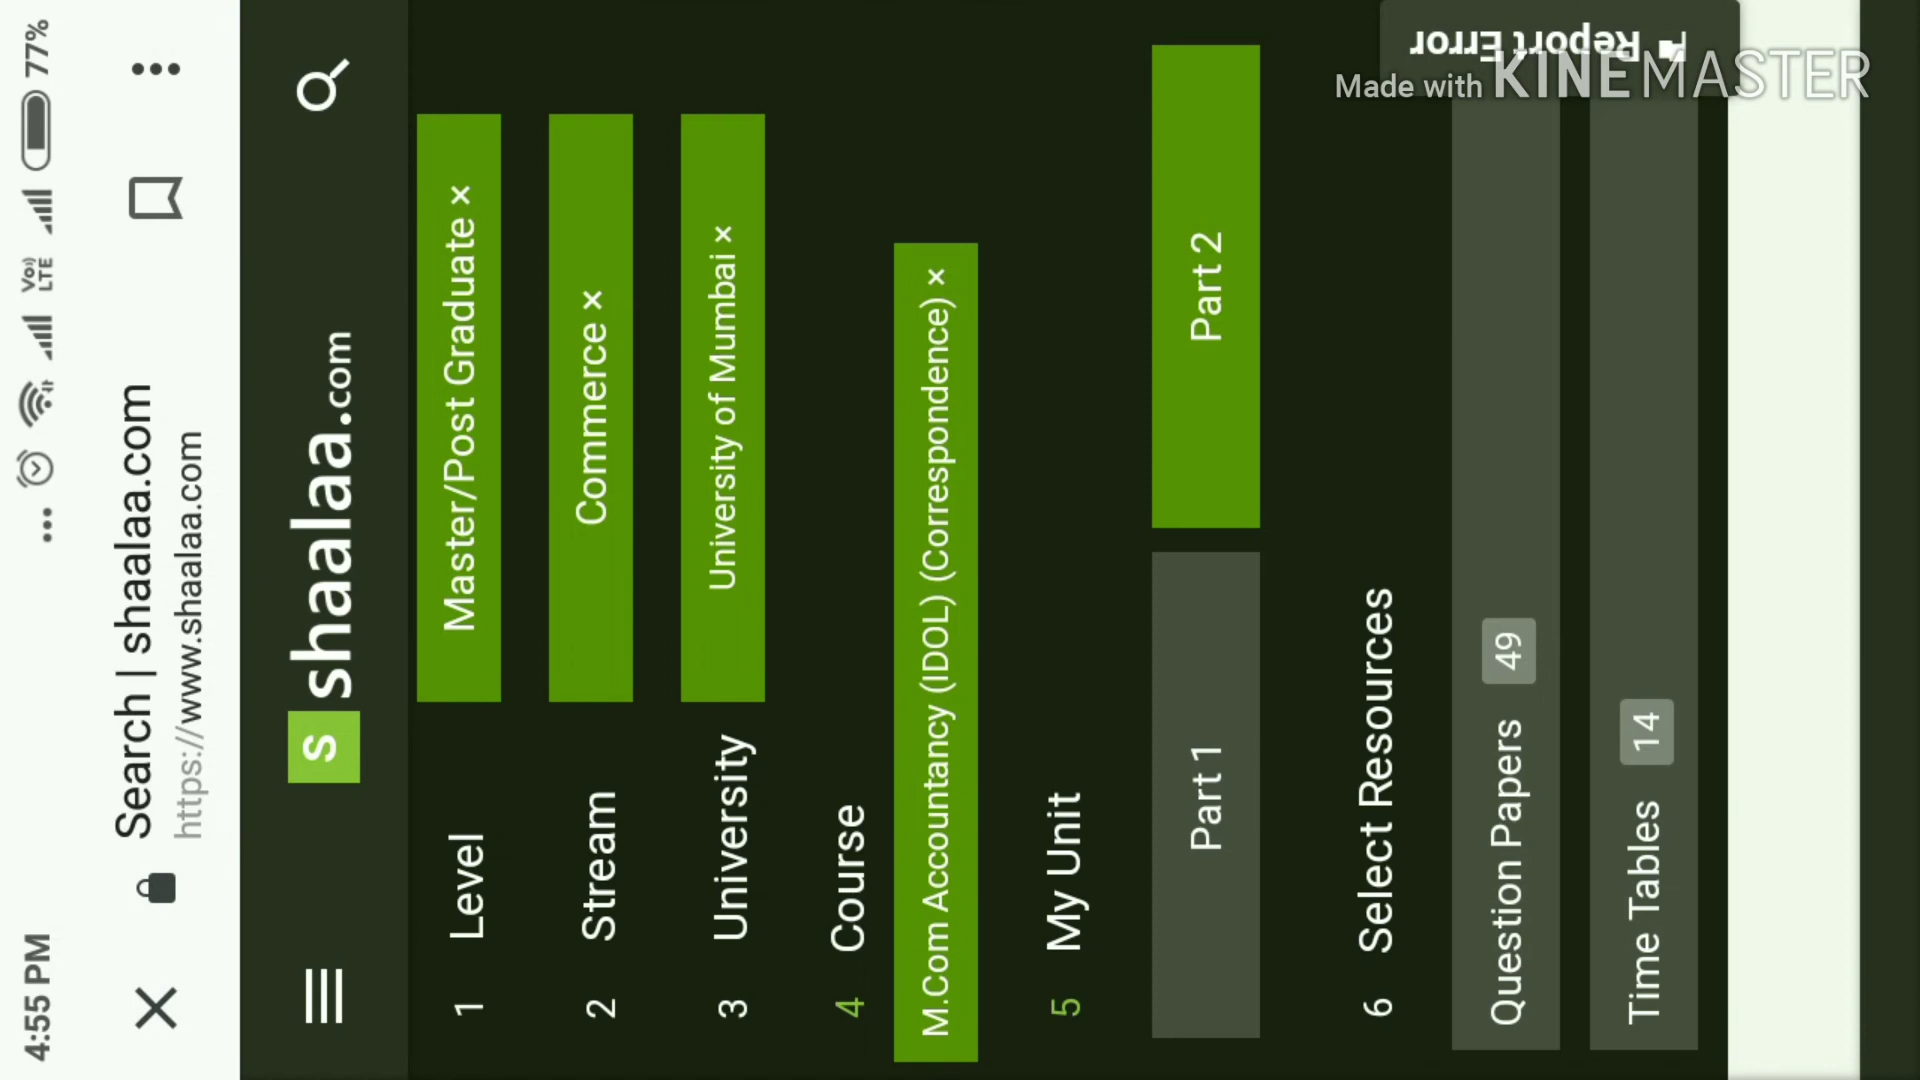 4:55 PM ... Vo) LTE 77%
Search | shaalaa.com
https://www.shaalaa.com
s shaalaa.com
1 Level Master/Post Graduate ×
2 Stream Commerce ×
3 University University of Mumbai ×
4 Course
M.Com Accountancy (IDOL) (Correspondence) ×
5 My Unit
Part 1 Part 2
6 Select Resources
Question Papers 49
Time Tables 14
Report Error
Made with KINEMASTER